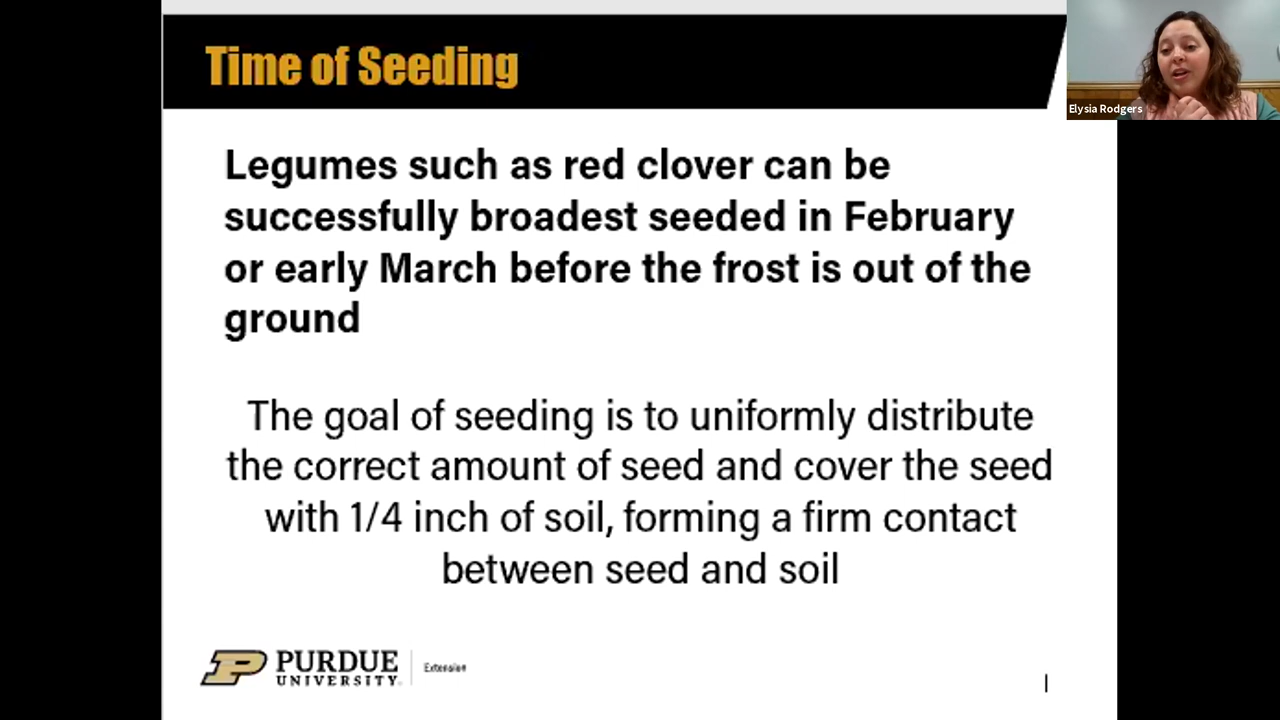 Time of Seeding
Elysia Rodgers
Legumes such as red clover can be
successfully broadest seeded in February
or early March before the frost is out of the
ground
The goal of seeding is to uniformly distribute
the correct amount of seed and cover the seed
with 1/4 inch of soil, forming a firm contact
between seed and soil
PURDUE
UNIVERSITY
Extension